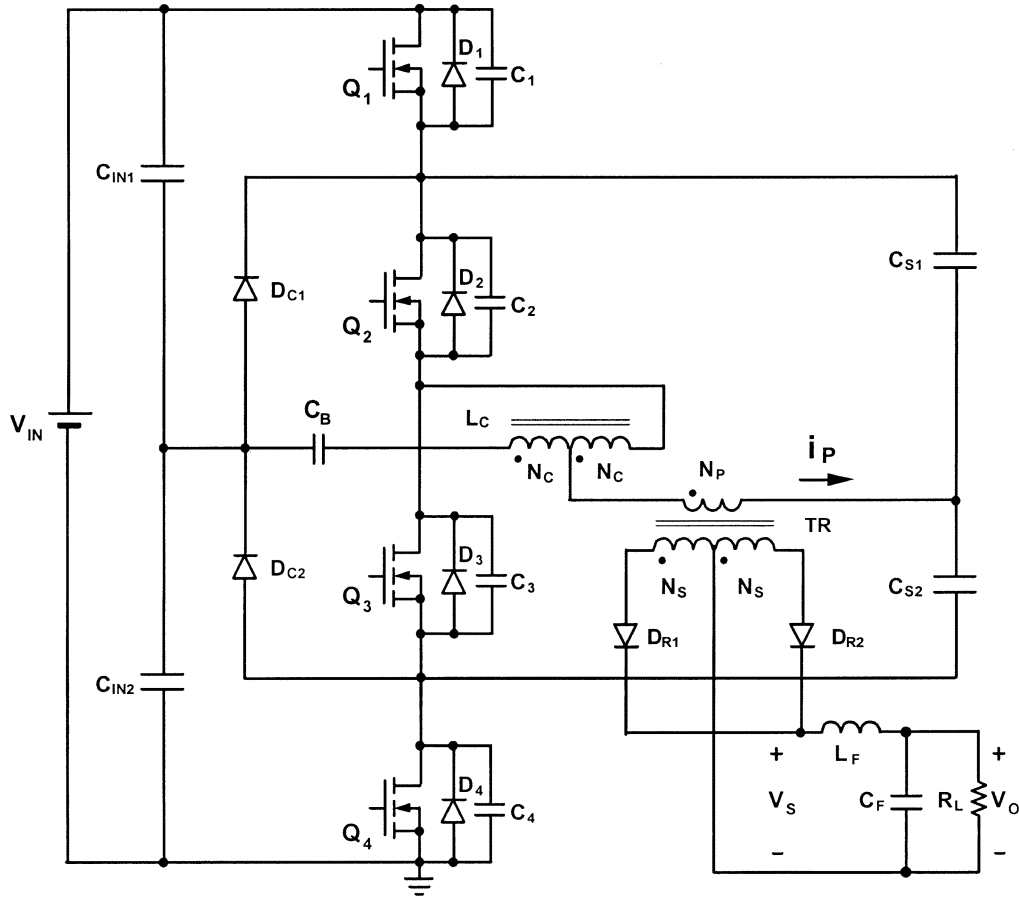 D1
C1
Q1
CIN1
CS1
D2
DC1
C2
Q2
CB
LC
VIN
iP
NP
NC
NC
TR
D3
DC2
C3
NS
NS
CS2
Q3
DR1
DR2
CIN2
+
LF
+
D4
VS
CF
RL
VO
C4
Q4
–
–